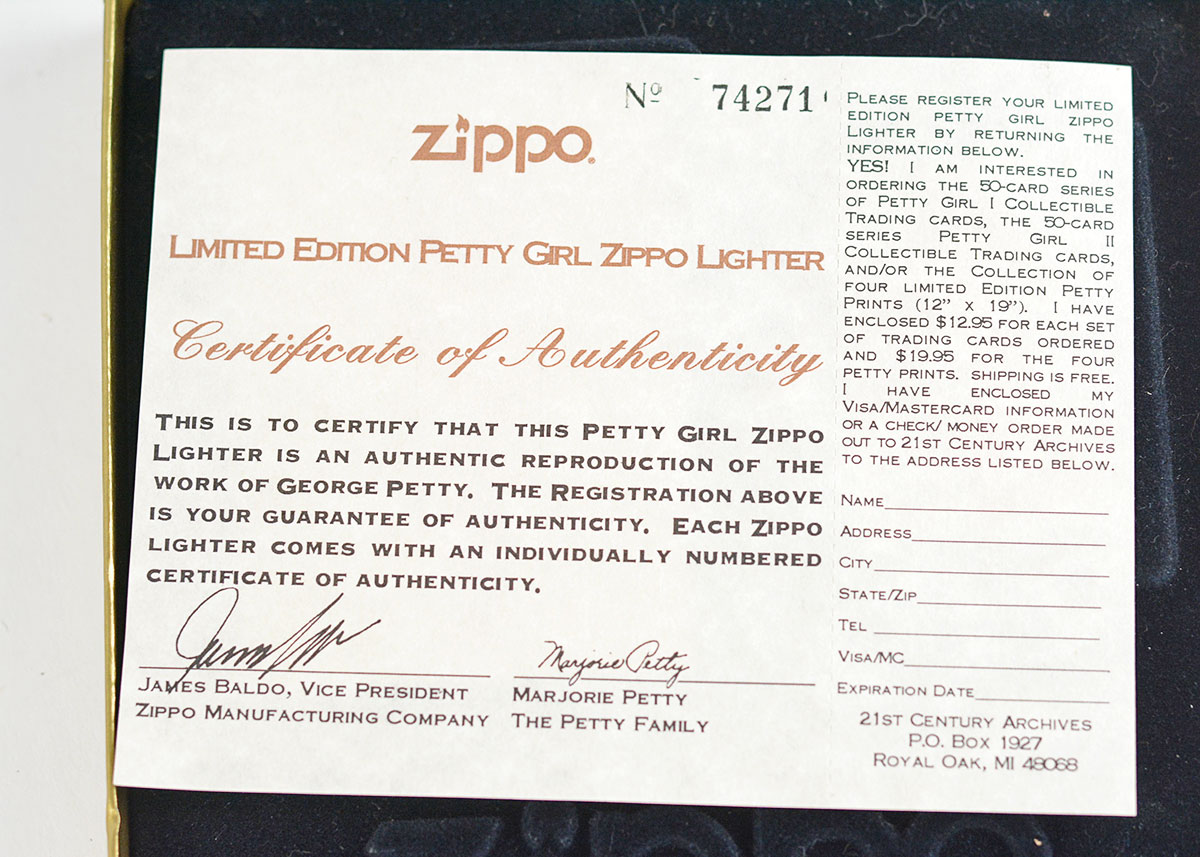 Nº 74271
zippo
LIMITED EDITION PETTY GIRL ZIPPO LIGHTER
Certificate of Authenticity
THIS IS TO CERTIFY THAT THIS PETTY GIRL ZIPPO
LIGHTER IS AN AUTHENTIC REPRODUCTION OF THE
WORK OF GEORGE PETTY. THE REGISTRATION ABOVE
IS YOUR GUARANTEE OF AUTHENTICITY. EACH ZIPPO
LIGHTER COMES WITH AN INDIVIDUALLY NUMBERED
CERTIFICATE OF AUTHENTICITY.
Marjorie Petty
JAMES BALDO, VICE PRESIDENT
ZIPPO MANUFACTURING COMPANY
MARJORIE PETTY
THE PETTY FAMILY
PLEASE REGISTER YOUR LIMITED
EDITION PETTY GIRL ZIPPO
LIGHTER BY RETURNING THE
INFORMATION BELOW.
YES! I AM INTERESTED IN
ORDERING THE 50-CARD SERIES
OF PETTY GIRL I COLLECTIBLE
TRADING CARDS, THE 50-CARD
SERIES PETTY GIRL II
COLLECTIBLE TRADING CARDS,
AND/OR THE COLLECTION OF
FOUR LIMITED EDITION PETTY
PRINTS (12" X 19"). I HAVE
ENCLOSED $12.95 FOR EACH SET
OF TRADING CARDS ORDERED
AND $19.95 FOR THE FOUR
PETTY PRINTS. SHIPPING IS FREE.
I HAVE ENCLOSED MY
VISA/MASTERCARD INFORMATION
OR A CHECK/ MONEY ORDER MADE
OUT TO 21ST CENTURY ARCHIVES
TO THE ADDRESS LISTED BELOW.
NAME
ADDRESS
CITY
STATE/ZIP
TEL
VISA/MC
EXPIRATION DATE
21ST CENTURY ARCHIVES
P.O. BOX 1927
ROYAL OAK, MI 48068